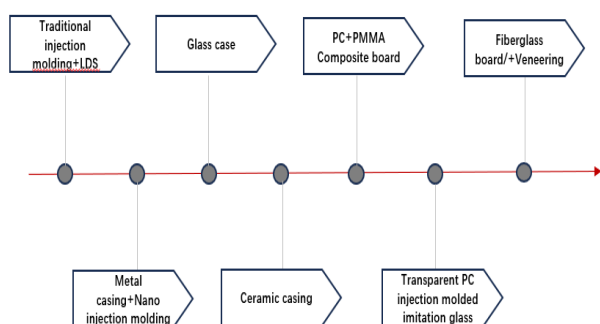 Traditional
injection
molding+LDS
Glass case
PC+PMMA
Composite board
Fiberglass
board/+Veneering
Metal
casing+Nano
injection molding
Ceramic casing
Transparent PC
injection molded
imitation glass